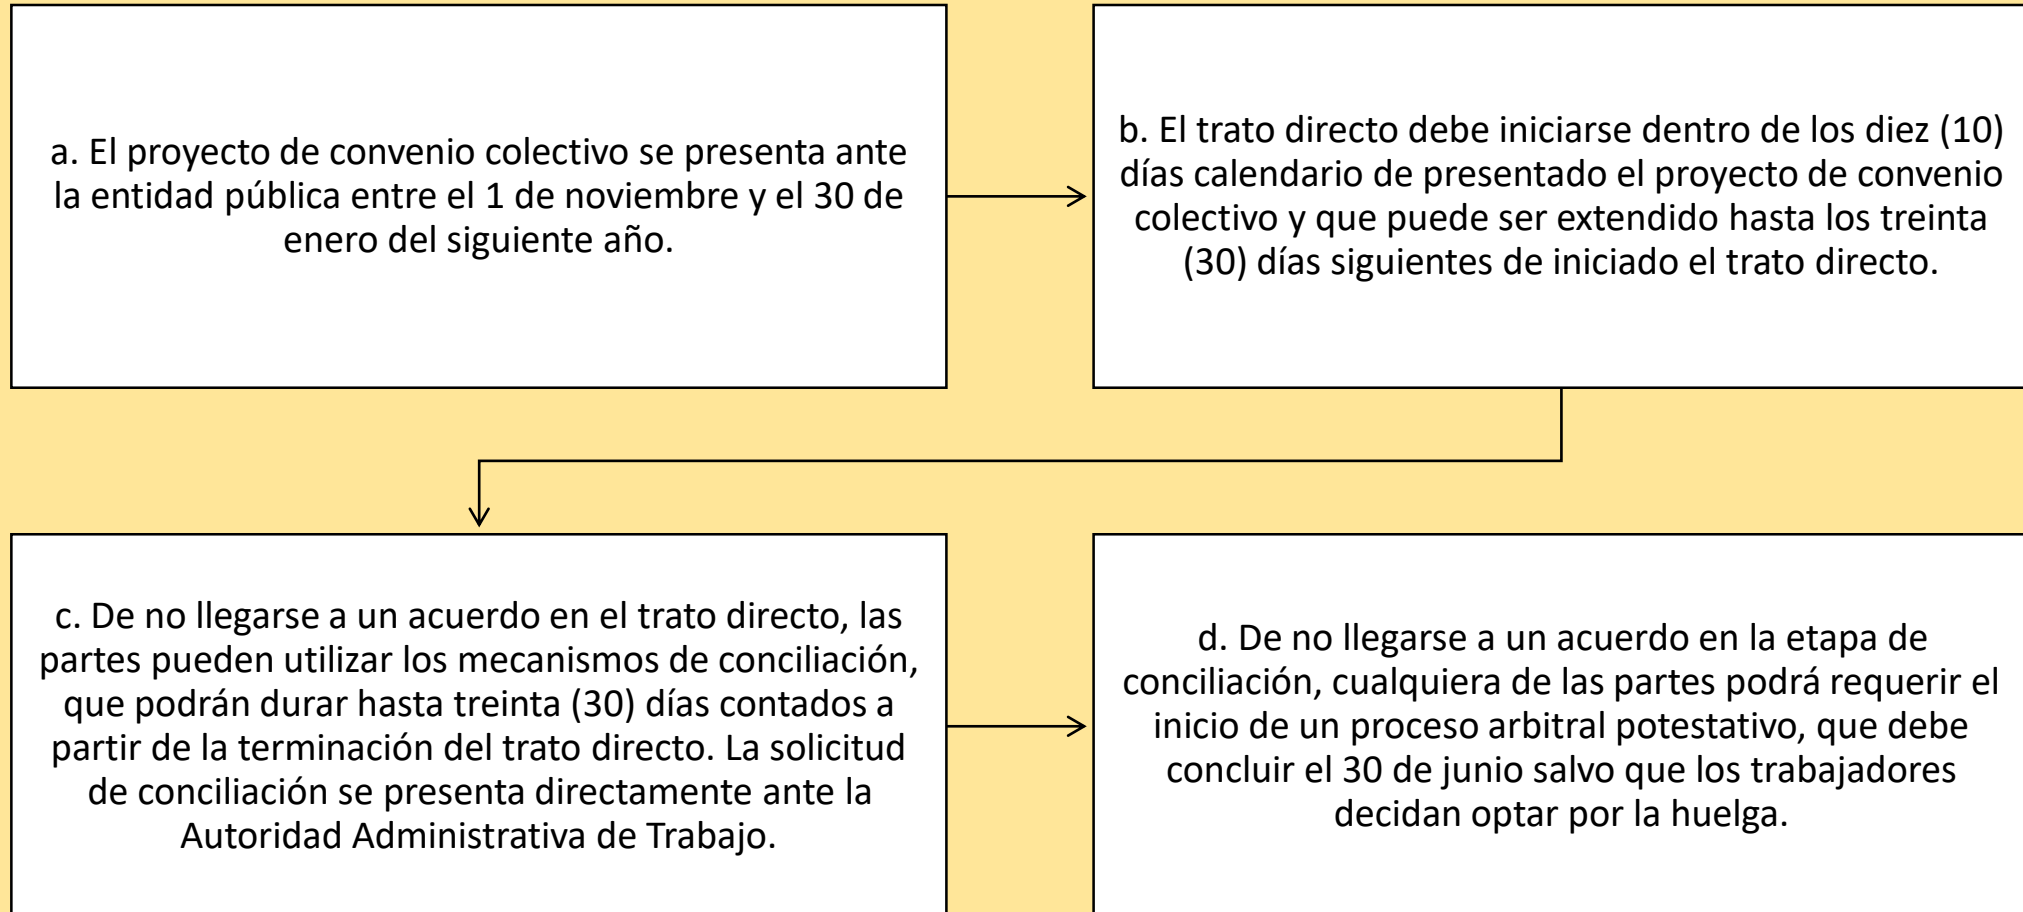 a. El proyecto de convenio colectivo se presenta ante
la entidad pública entre el 1 de noviembre y el 30 de
enero del siguiente año.
b. El trato directo debe iniciarse dentro de los diez (10)
días calendario de presentado el proyecto de convenio
colectivo y que puede ser extendido hasta los treinta
(30) días siguientes de iniciado el trato directo.
c. De no llegarse a un acuerdo en el trato directo, las
partes pueden utilizar los mecanismos de conciliación,
que podrán durar hasta treinta (30) días contados a
partir de la terminación del trato directo. La solicitud
de conciliación se presenta directamente ante la
Autoridad Administrativa de Trabajo.
d. De no llegarse a un acuerdo en la etapa de
conciliación, cualquiera de las partes podrá requerir el
inicio de un proceso arbitral potestativo, que debe
concluir el 30 de junio salvo que los trabajadores
decidan optar por la huelga.